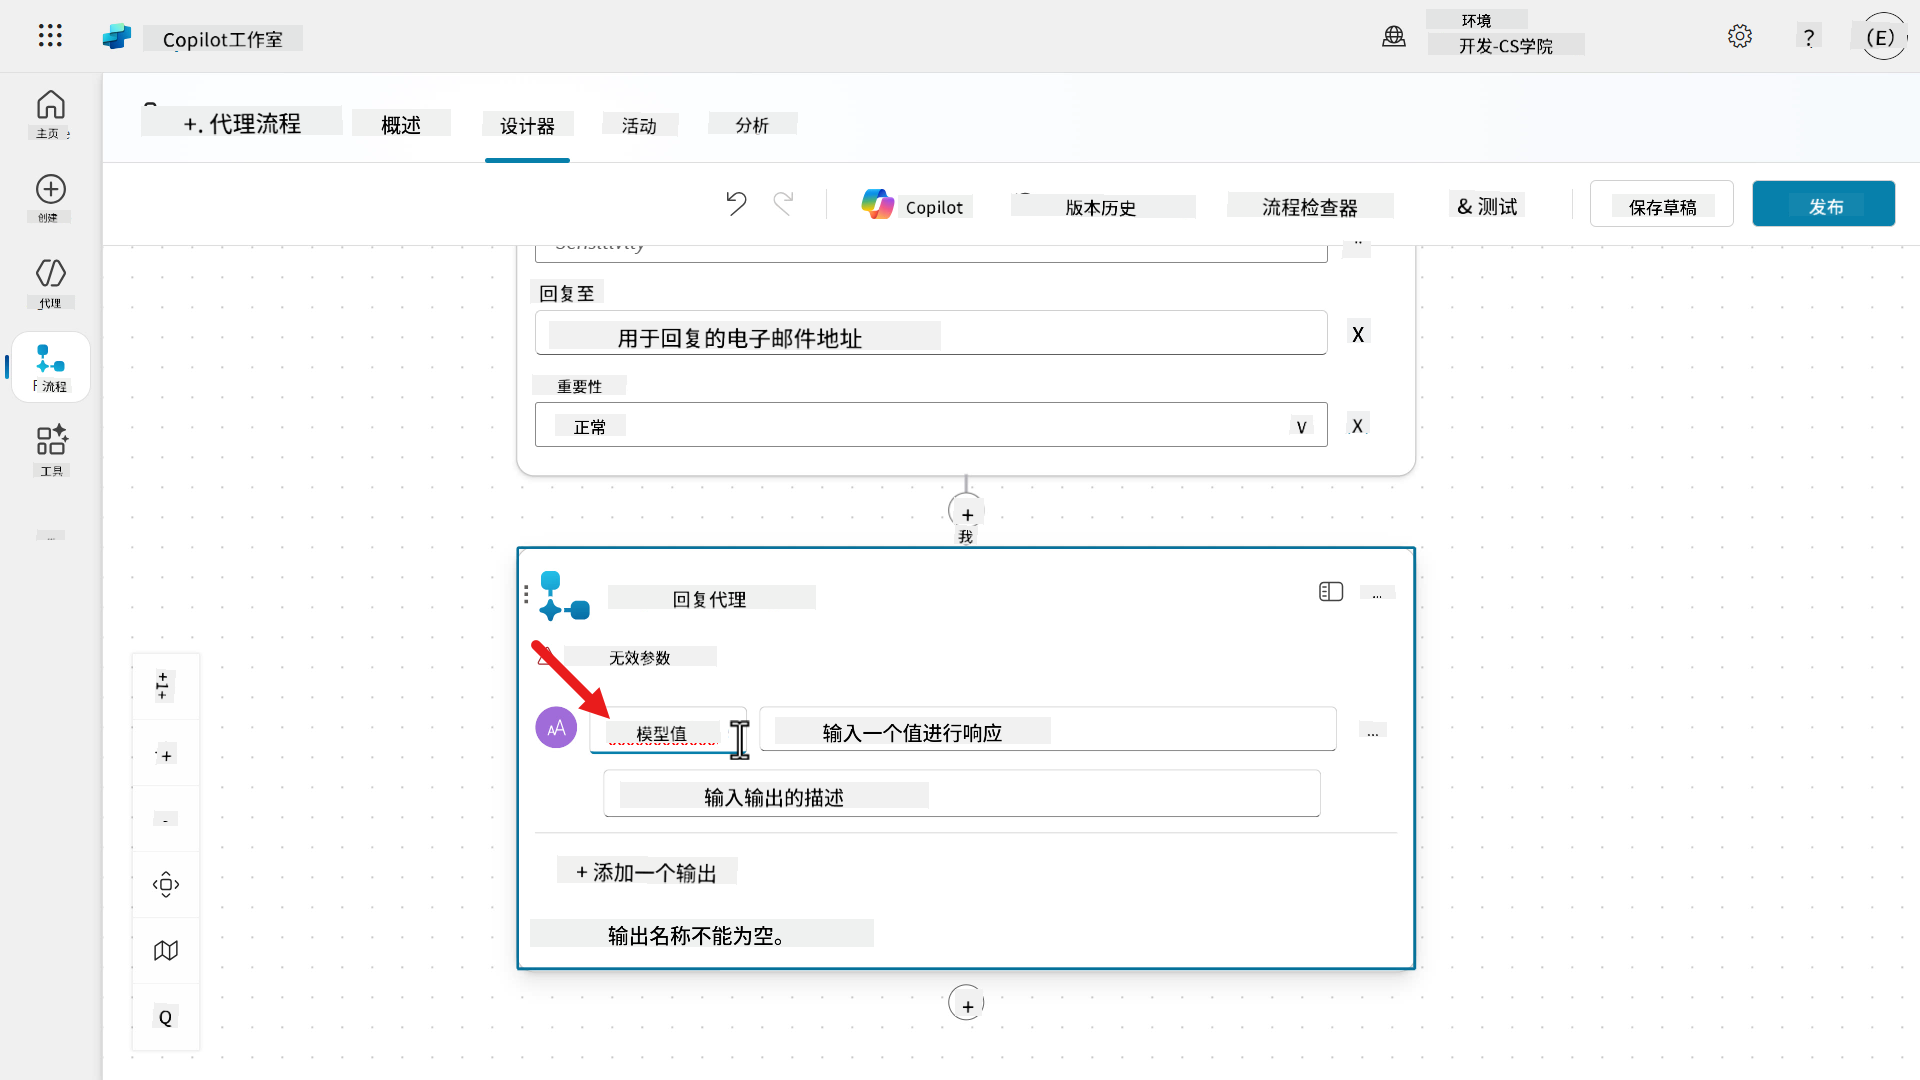 Copilot工作室
环境
开发-CS学院
?
(E)
主页
创建
代理
流程
工具
+. 代理流程
概述
设计器
活动
分析
Copilot
版本历史
流程检查器
& 测试
保存草稿
发布
Sensitivity
回复至
用于回复的电子邮件地址
X
重要性
正常
X
+
我
回复代理
...
无效参数
AA
模型值
输入一个值进行响应
...
输入输出的描述
+ 添加一个输出
输出名称不能为空。
+
+
-
Q